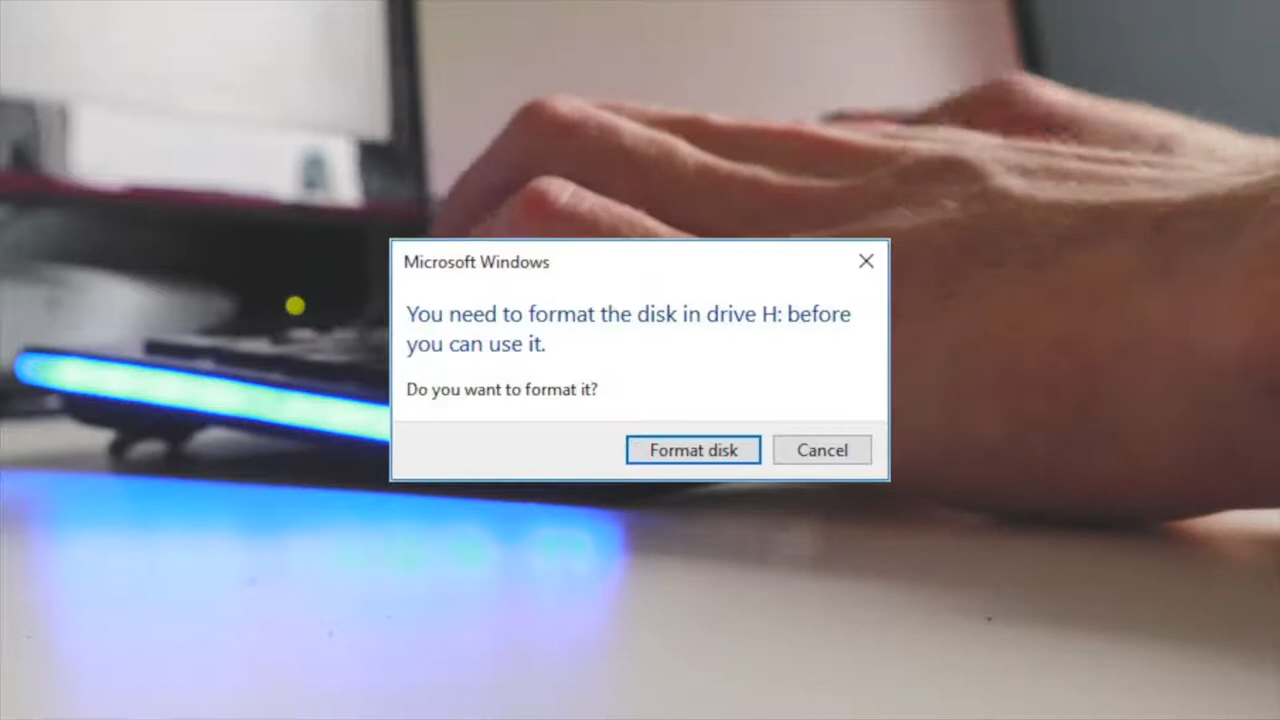 Microsoft Windows
You need to format the disk in drive H: before
you can use it.
Do you want to format it?
Format disk
Cancel